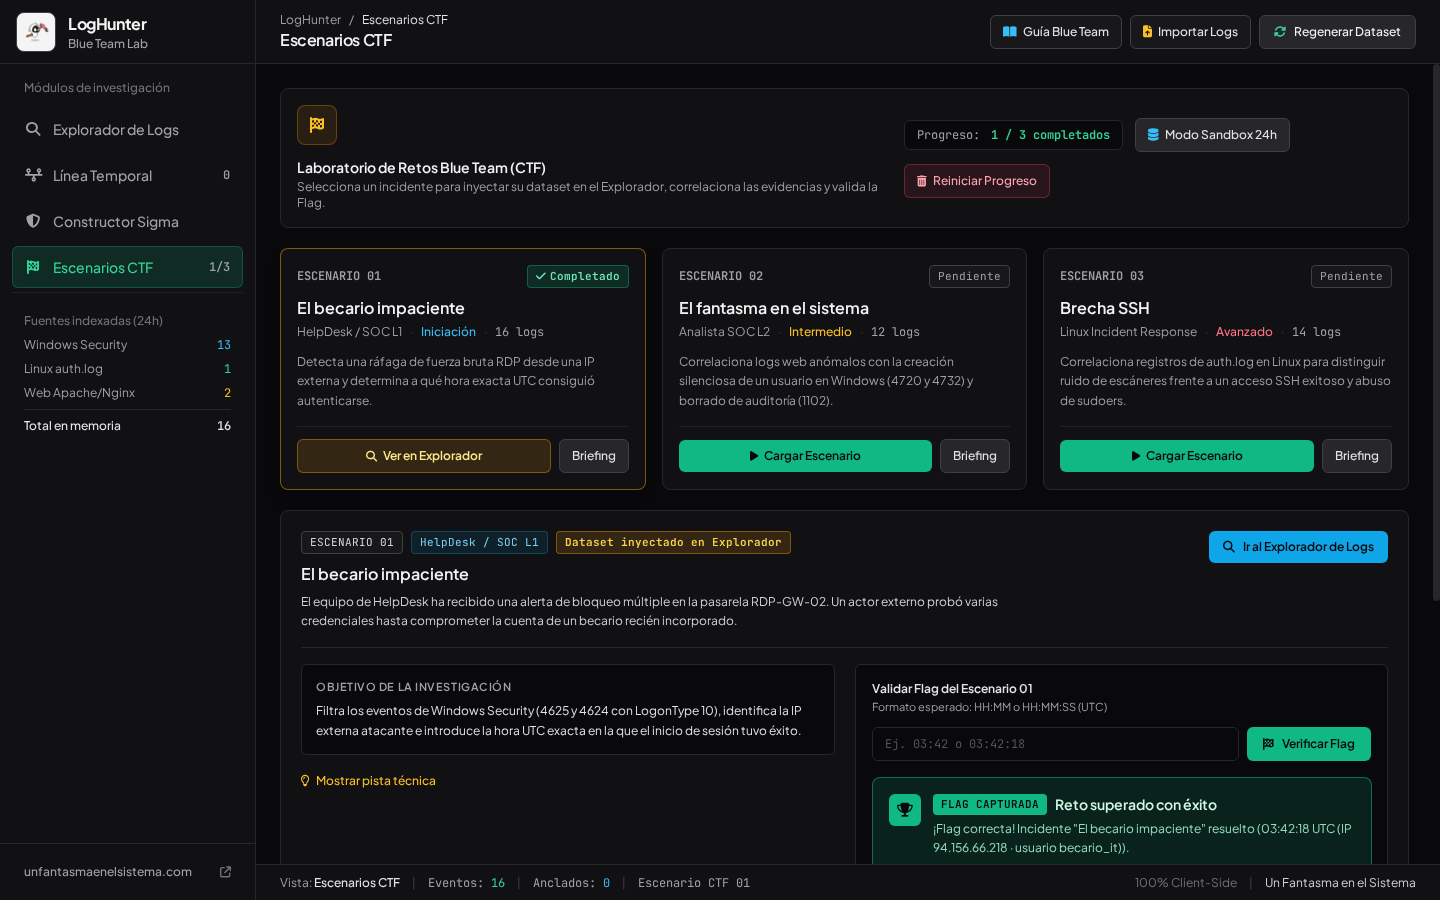 LogHunter
Blue Team Lab
Módulos de investigación
Explorador de Logs
Línea Temporal 0
Constructor Sigma
Escenarios CTF 1/3
Fuentes indexadas (24h)
Windows Security 13
Linux auth.log 1
Web Apache/Nginx 2
Total en memoria 16
unfantasmaenelsistema.com
LogHunter / Escenarios CTF
Escenarios CTF
Guía Blue Team
Importar Logs
Regenerar Dataset
Laboratorio de Retos Blue Team (CTF)
Selecciona un incidente para inyectar su dataset en el Explorador, correlaciona las evidencias y valida la
Flag.
Progreso: 1 / 3 completados
Modo Sandbox 24h
Reiniciar Progreso
ESCENARIO 01 Completado
El becario impaciente
HelpDesk / SOC L1 · Iniciación · 16 logs
Detecta una ráfaga de fuerza bruta RDP desde una IP
externa y determina a qué hora exacta UTC consiguió
autenticarse.
Ver en Explorador Briefing
ESCENARIO 02 Pendiente
El fantasma en el sistema
Analista SOC L2 · Intermedio · 12 logs
Correlaciona logs web anómalos con la creación
silenciosa de un usuario en Windows (4720 y 4732) y
borrado de auditoría (1102).
Cargar Escenario Briefing
ESCENARIO 03 Pendiente
Brecha SSH
Linux Incident Response · Avanzado · 14 logs
Correlaciona registros de auth.log en Linux para distinguir
ruido de escáneres frente a un acceso SSH exitoso y abuso
de sudoers.
Cargar Escenario Briefing
ESCENARIO 01 HelpDesk / SOC L1 Dataset inyectado en Explorador
Ir al Explorador de Logs
El becario impaciente
El equipo de HelpDesk ha recibido una alerta de bloqueo múltiple en la pasarela RDP-GW-02. Un actor externo probó varias
credenciales hasta comprometer la cuenta de un becario recién incorporado.
OBJETIVO DE LA INVESTIGACIÓN
Filtra los eventos de Windows Security (4625 y 4624 con LogonType 10), identifica la IP
externa atacante e introduce la hora UTC exacta en la que el inicio de sesión tuvo éxito.
Mostrar pista técnica
Validar Flag del Escenario 01
Formato esperado: HH:MM o HH:MM:SS (UTC)
Ej. 03:42 o 03:42:18
Verificar Flag
FLAG CAPTURADA Reto superado con éxito
¡Flag correcta! Incidente "El becario impaciente" resuelto (03:42:18 UTC (IP
94.156.66.218 · usuario becario_it)).
Vista: Escenarios CTF | Eventos: 16 | Anclados: 0 | Escenario CTF 01
100% Client-Side | Un Fantasma en el Sistema